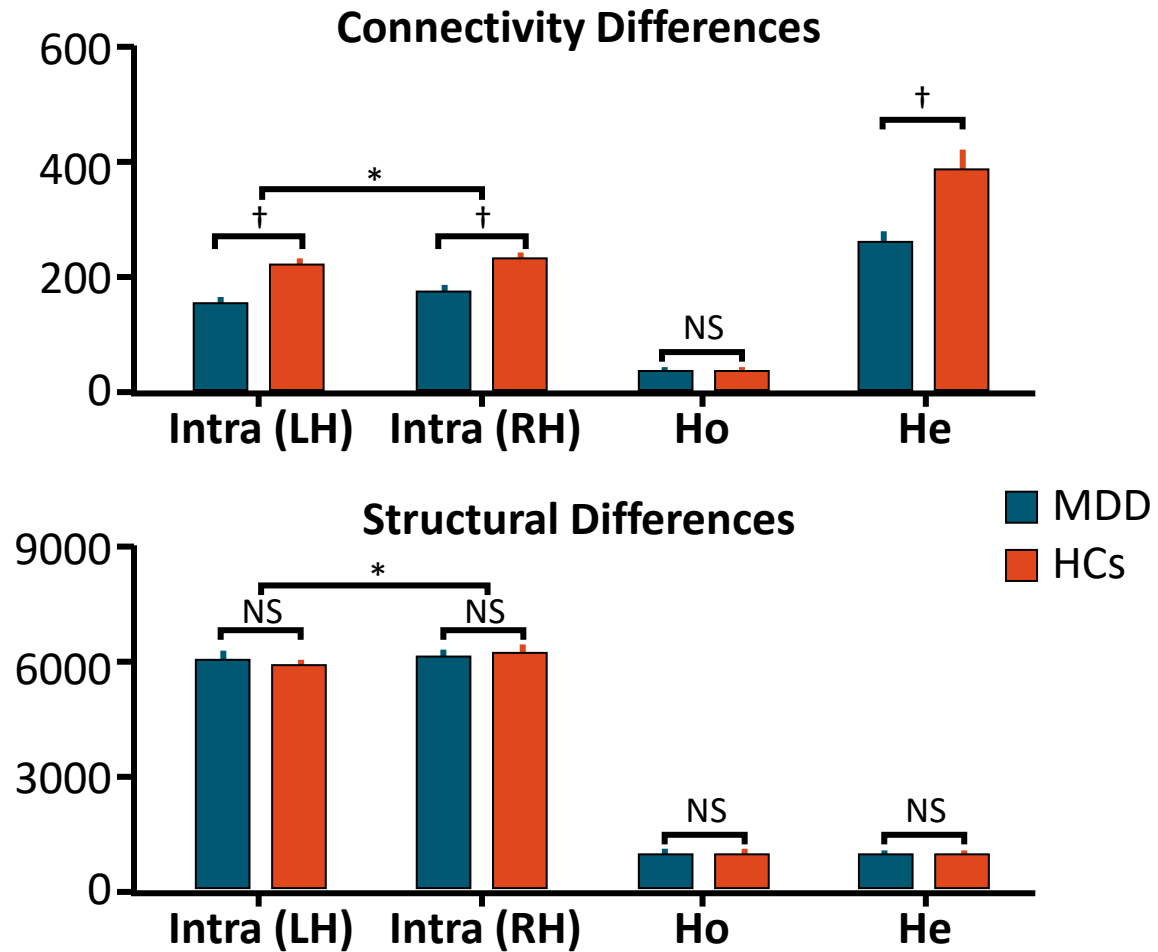 Connectivity Differences
600
400
200
0
†
*
†
†
NS
Intra (LH) Intra (RH) Ho He
Structural Differences
MDD
HCs
9000
6000
3000
0
*
NS NS
NS NS
Intra (LH) Intra (RH) Ho He